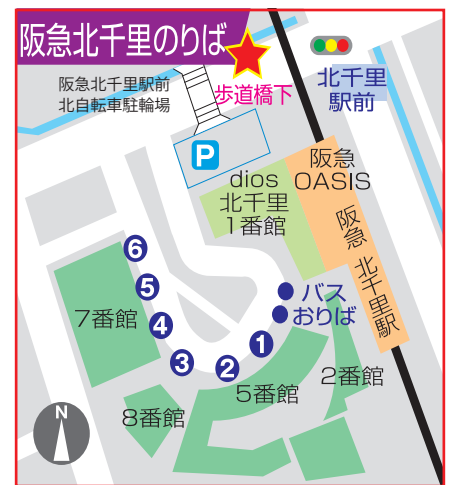 阪急北千里のりば
阪急北千里駅前
北自転車駐輪場
歩道橋下
北千里
駅前
P
阪急
OASIS
dios
北千里
1番館
阪急 北千里駅
6
5
7番館
4
3
2
1
バス
おりば
2番館
5番館
8番館
N